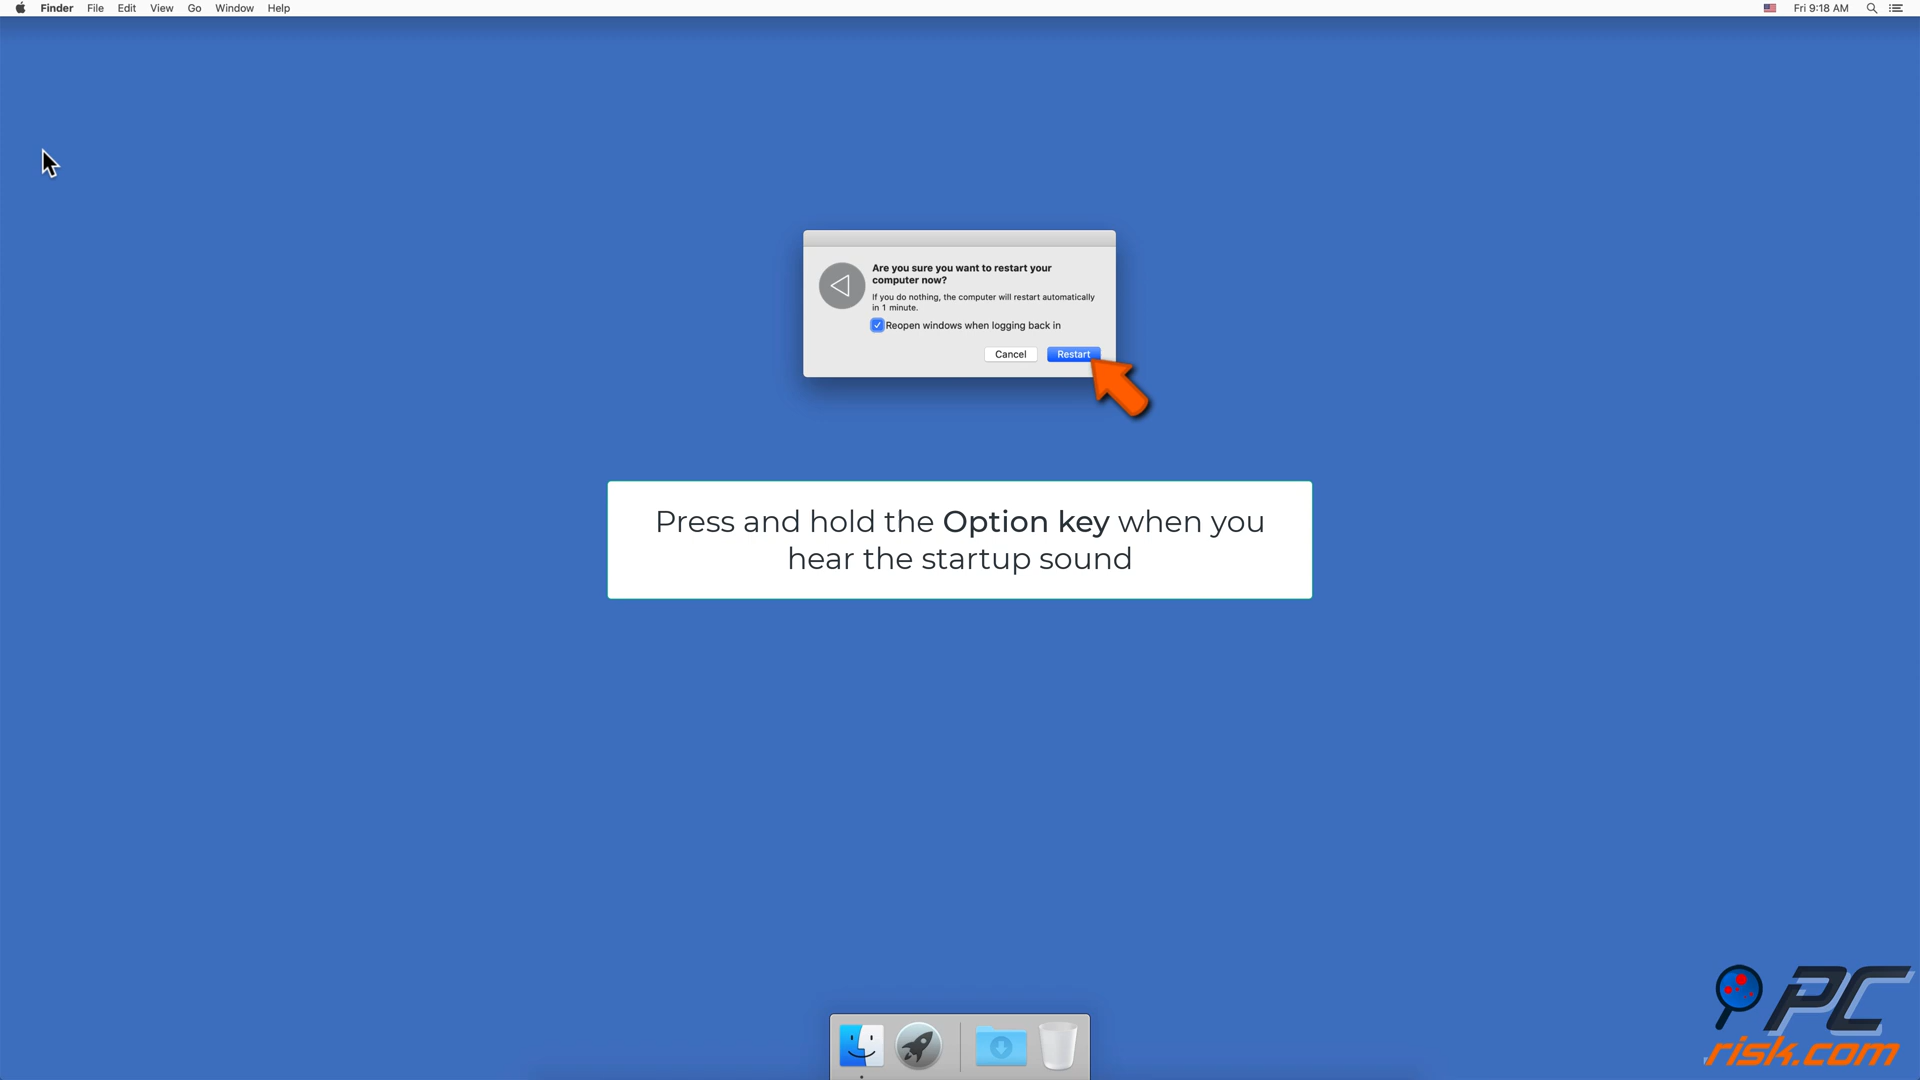 Finder File Edit View Go Window Help Fri 9:18 AM
Are you sure you want to restart your
computer now?
If you do nothing, the computer will restart automatically
in 1 minute.
Reopen windows when logging back in
Cancel Restart
Press and hold the Option key when you
hear the startup sound
PC
risk.com